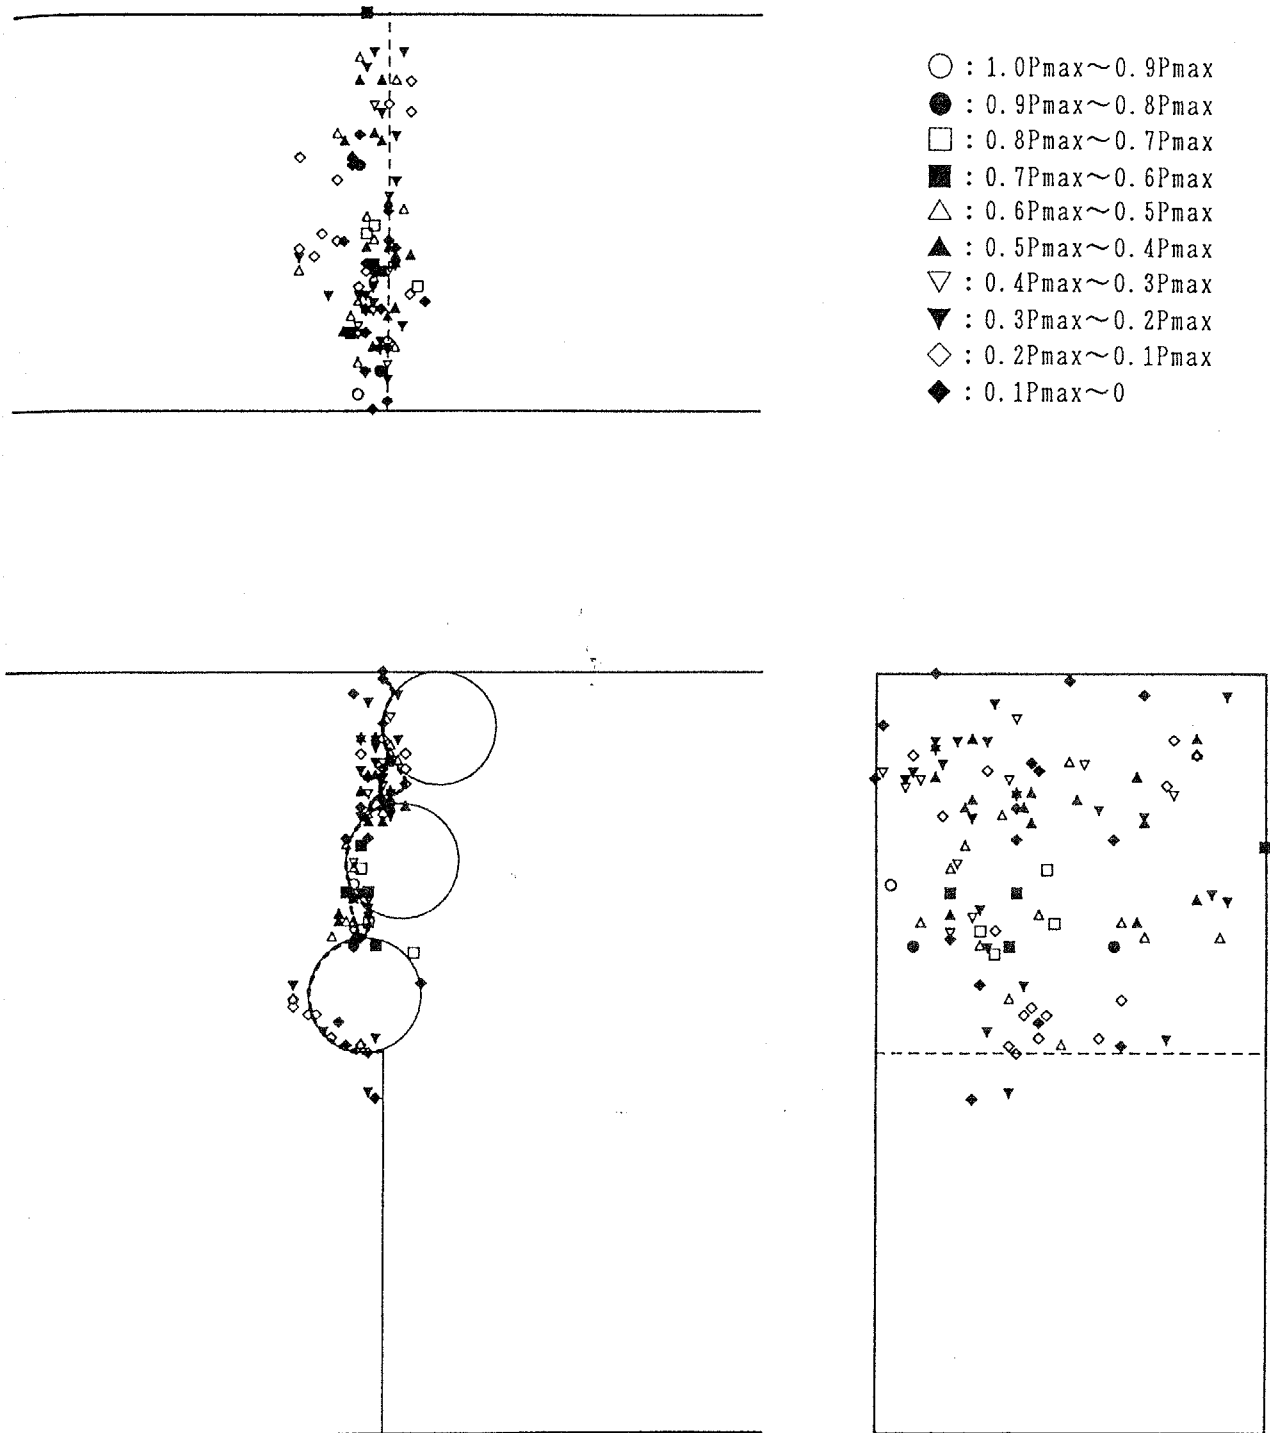 ○ : 1.0Pmax～0.9Pmax
● : 0.9Pmax～0.8Pmax
□ : 0.8Pmax～0.7Pmax
■ : 0.7Pmax～0.6Pmax
△ : 0.6Pmax～0.5Pmax
▲ : 0.5Pmax～0.4Pmax
▽ : 0.4Pmax～0.3Pmax
▼ : 0.3Pmax～0.2Pmax
◇ : 0.2Pmax～0.1Pmax
◆ : 0.1Pmax～0